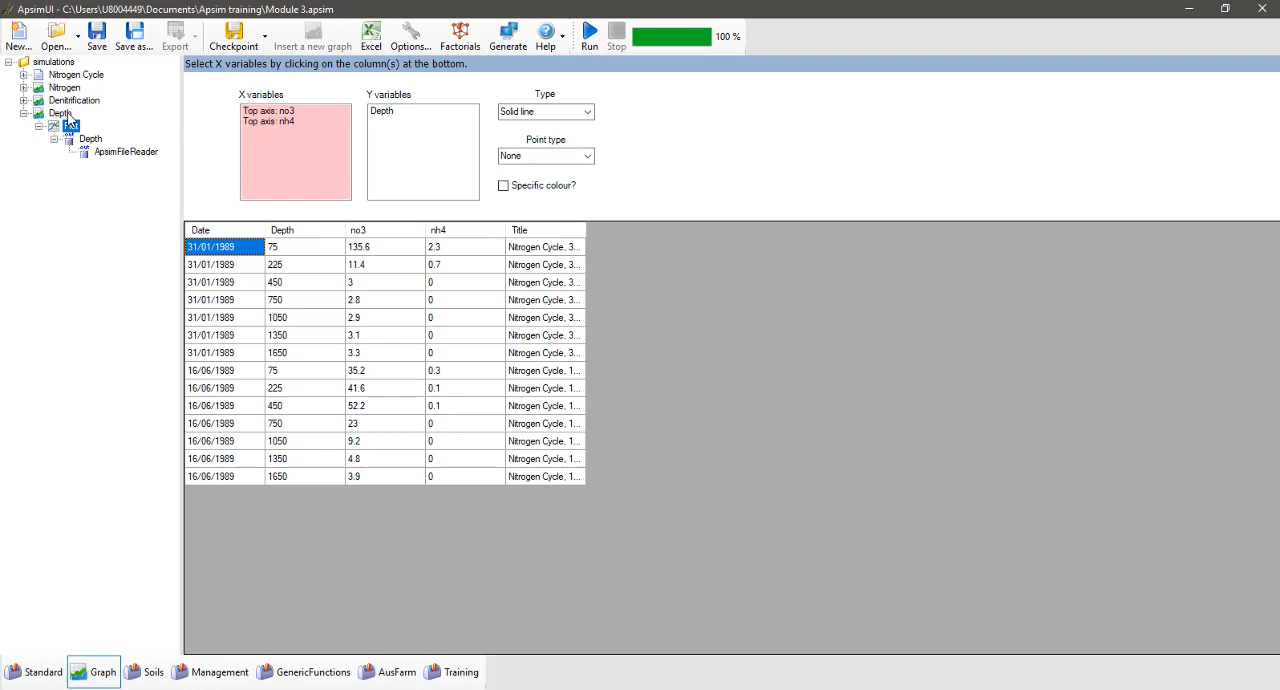 ApsimUI - C:\Users\U8004449\Documents\Apsim training\Module 3.apsim
New... Open... Save Save as... Export Checkpoint Insert a new graph Excel Options... Factorials Generate Help Run Stop 100 %
simulations
Nitrogen Cycle
Nitrogen
Denitrification
Depth
Depth
ApsimFileReader
Select X variables by clicking on the column(s) at the bottom.
X variables Y variables Type
Top axis: no3 Depth Solid line
Top axis: nh4
Point type
None
Specific colour?
Date Depth no3 nh4 Title
31/01/1989 75 135.6 2.3 Nitrogen Cycle, 3...
31/01/1989 225 11.4 0.7 Nitrogen Cycle, 3...
31/01/1989 450 3 0 Nitrogen Cycle, 3...
31/01/1989 750 2.8 0 Nitrogen Cycle, 3...
31/01/1989 1050 2.9 0 Nitrogen Cycle, 3...
31/01/1989 1350 3.1 0 Nitrogen Cycle, 3...
31/01/1989 1650 3.3 0 Nitrogen Cycle, 3...
16/06/1989 75 35.2 0.3 Nitrogen Cycle, 1...
16/06/1989 225 41.6 0.1 Nitrogen Cycle, 1...
16/06/1989 450 52.2 0.1 Nitrogen Cycle, 1...
16/06/1989 750 23 0 Nitrogen Cycle, 1...
16/06/1989 1050 9.2 0 Nitrogen Cycle, 1...
16/06/1989 1350 4.8 0 Nitrogen Cycle, 1...
16/06/1989 1650 3.9 0 Nitrogen Cycle, 1...
Standard Graph Soils Management GenericFunctions AusFarm Training